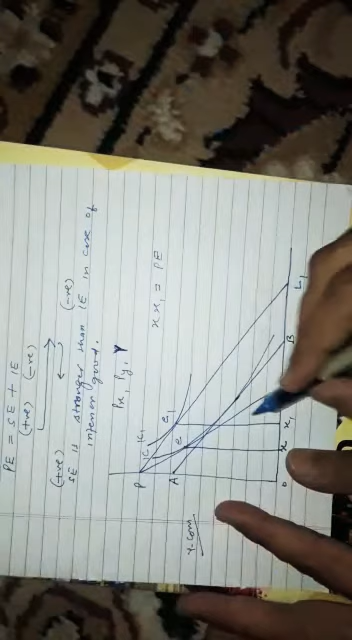 PE = SE + IE
(+ve) (-ve)
(+ve) (-ve)
SE is stronger than IE in case of
inferior good.
Px, Py, Y
x x1 = PE
Y-Com
P
A
IC
IC1
e
e1
O
x
x1
B
L1